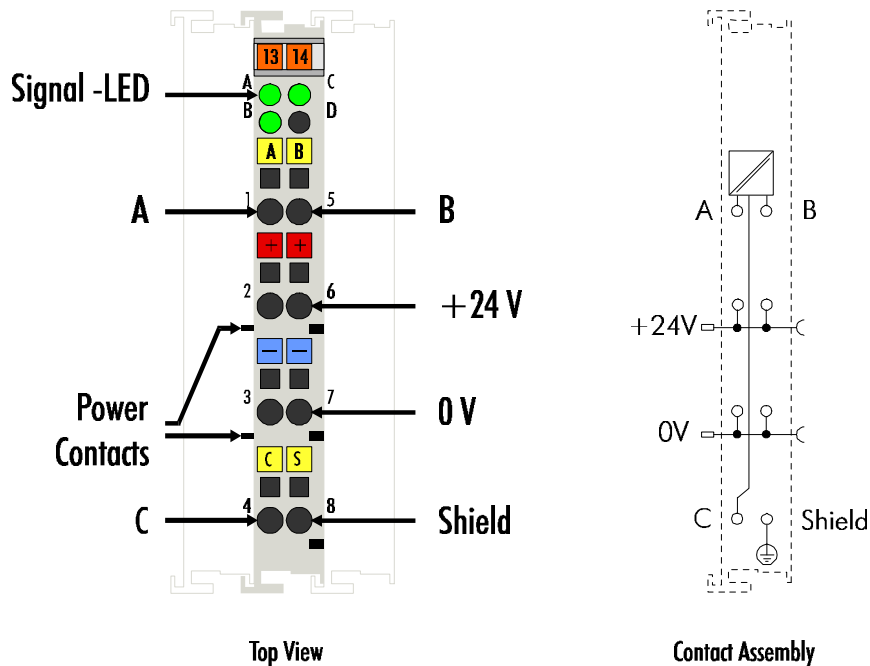 13 14
A C
Signal -LED
B D
A B
1 5
A B
+ +
2 6
+24 V
− −
3 7
Power
0 V
Contacts
C S
4 8
C Shield
Top View
A B
+24V
0V
C Shield
Contact Assembly